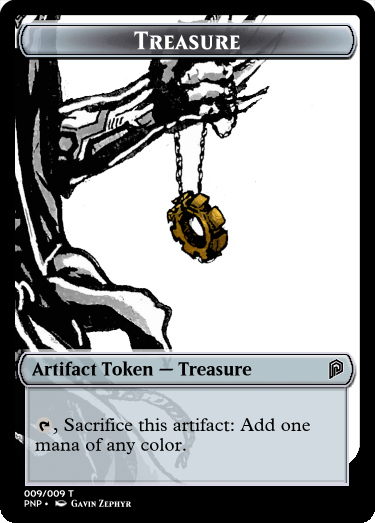 Treasure
Artifact Token — Treasure
, Sacrifice this artifact: Add one
mana of any color.
009/009 T
PNP • Gavin Zephyr